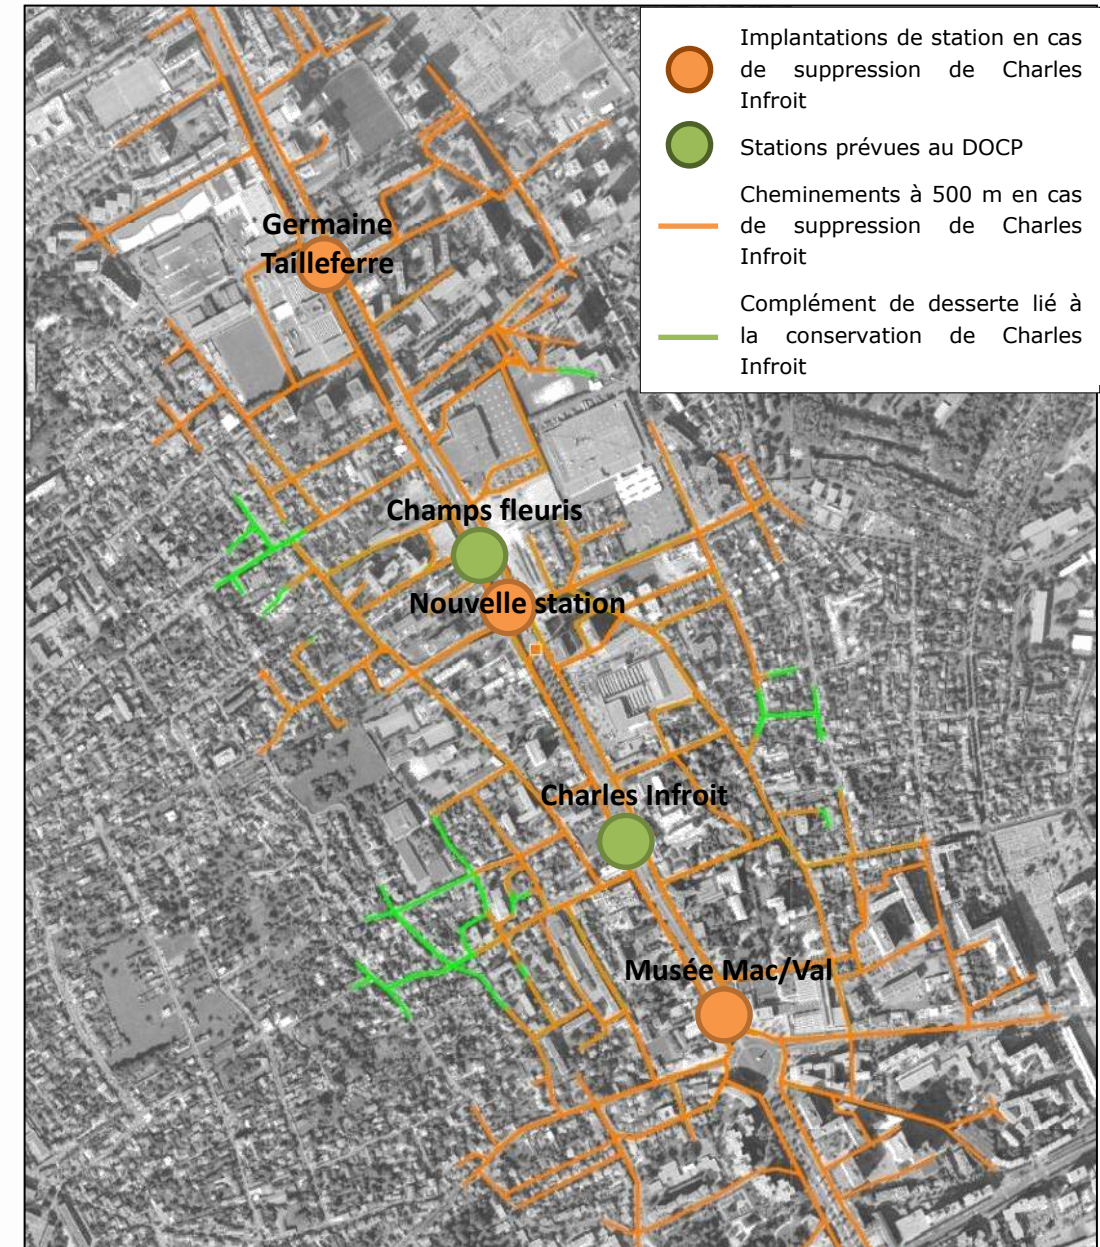 Implantations de station en cas
de suppression de Charles
Infroit
Stations prévues au DOCP
Cheminements à 500 m en cas
de suppression de Charles
Infroit
Complément de desserte lié à
la conservation de Charles
Infroit
Germaine
Tailleferre
Champs fleuris
Nouvelle station
Charles Infroit
Musée Mac/Val